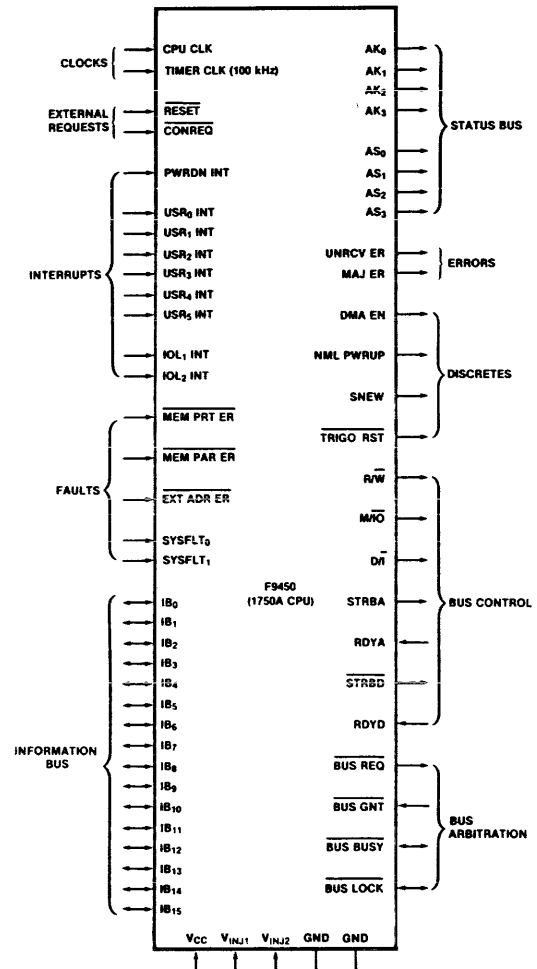 CLOCKS
CPU CLK
TIMER CLK (100 kHz)
EXTERNAL
REQUESTS
RESET
CONREQ
INTERRUPTS
PWRDN INT
USR₀ INT
USR₁ INT
USR₂ INT
USR₃ INT
USR₄ INT
USR₅ INT
IOL₁ INT
IOL₂ INT
FAULTS
MEM PRT ER
MEM PAR ER
EXT ADR ER
SYSFLT₀
SYSFLT₁
INFORMATION
BUS
IB₀
IB₁
IB₂
IB₃
IB₄
IB₅
IB₆
IB₇
IB₈
IB₉
IB₁₀
IB₁₁
IB₁₂
IB₁₃
IB₁₄
IB₁₅
F9450
(1750A CPU)
AK₀
AK₁
AK₂
AK₃
AS₀
AS₁
AS₂
AS₃
STATUS BUS
UNRCV ER
MAJ ER
ERRORS
DMA EN
NML PWRUP
SNEW
TRIGO RST
DISCRETES
R/W̅
M/I̅O̅
D/I̅
STRBA
RDYA
STRBD
RDYD
BUS CONTROL
BUS REQ
BUS GNT
BUS BUSY
BUS LOCK
BUS
ARBITRATION
V_CC V_INJ1 V_INJ2 GND GND